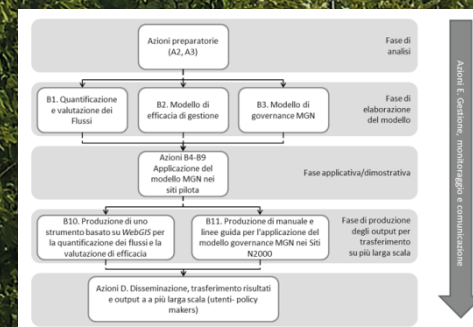 Azioni preparatorie
(A2, A3)
Fase di
analisi
B1. Quantificazione
e valutazione dei
Flussi
B2. Modello di
efficacia di gestione
B3. Modello di
governance MGN
Fase di
elaborazione
del modello
Azioni B4-B9
Applicazione del
modello MGN nei
siti pilota
Fase applicativa/dimostrativa
B10. Produzione di uno
strumento basato su WebGIS per
la quantificazione dei flussi e la
valutazione di efficacia
B11. Produzione di manuale e
linee guida per l'applicazione del
modello governance MGN nei Siti
N2000
Fase di produzione
degli output per
trasferimento
su più larga scala
Azioni D. Disseminazione, trasferimento risultati
e output a a più larga scala (utenti- policy
makers)
Azioni E. Gestione, monitoraggio e comunicazione